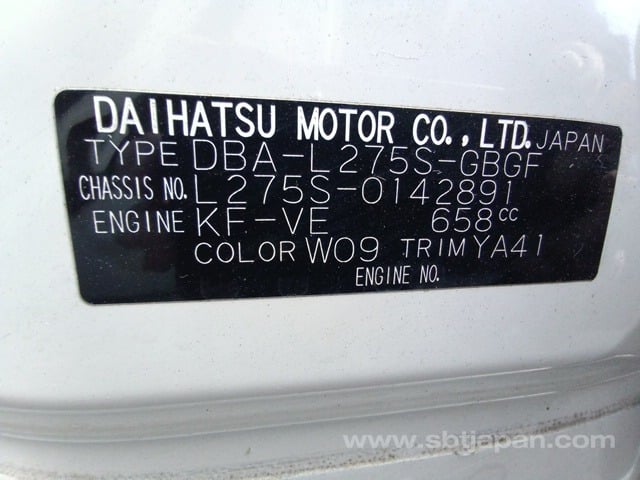 DAIHATSU MOTOR CO., LTD. JAPAN
TYPE DBA-L275S-GBGF
CHASSIS NO. L275S-0142891
ENGINE KF-VE 658cc
COLOR W09 TRIM YA41
ENGINE NO.
www.sbtjapan.com